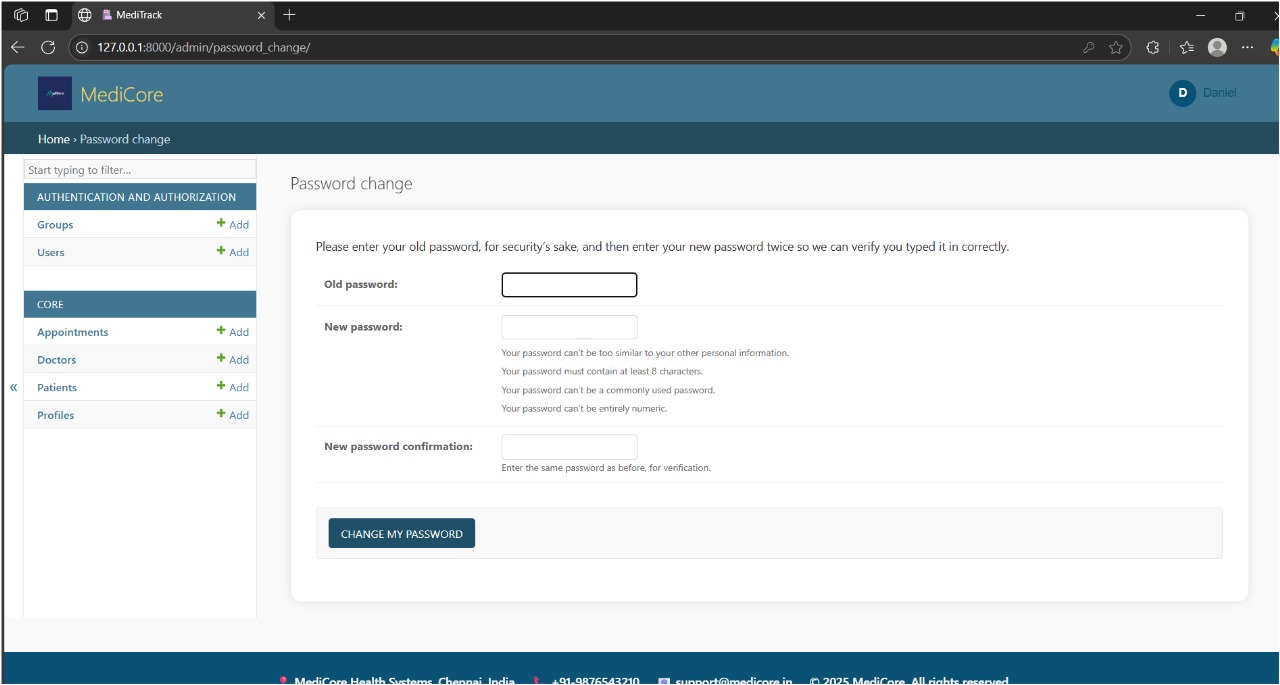 MediTrack
127.0.0.1:8000/admin/password_change/
MediCore
D Daniel
Home › Password change
Start typing to filter...
AUTHENTICATION AND AUTHORIZATION
Groups + Add
Users + Add
CORE
Appointments + Add
Doctors + Add
« Patients + Add
Profiles + Add
Password change
Please enter your old password, for security's sake, and then enter your new password twice so we can verify you typed it in correctly.
Old password:
New password:
Your password can't be too similar to your other personal information.
Your password must contain at least 8 characters.
Your password can't be a commonly used password.
Your password can't be entirely numeric.
New password confirmation:
Enter the same password as before, for verification.
CHANGE MY PASSWORD
MediCore Health Systems, Chennai, India +91-9876543210 support@medicore.in © 2025 MediCore. All rights reserved